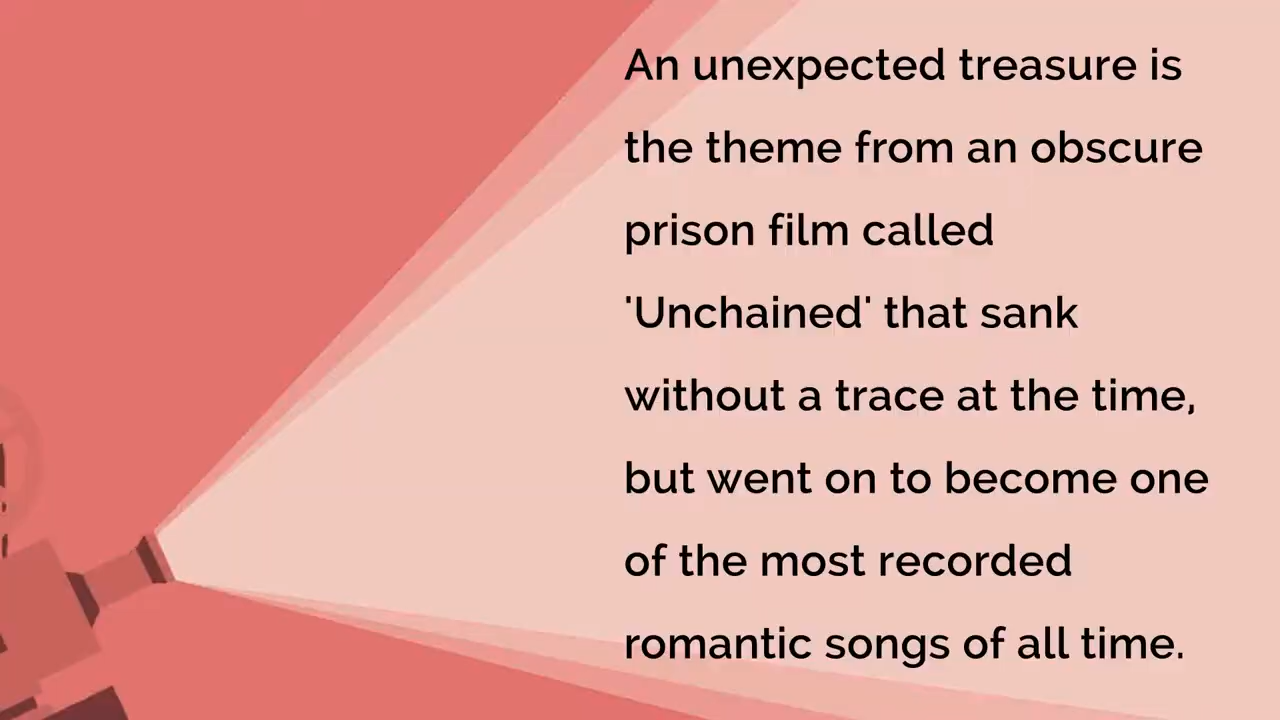 An unexpected treasure is
the theme from an obscure
prison film called
'Unchained' that sank
without a trace at the time,
but went on to become one
of the most recorded
romantic songs of all time.